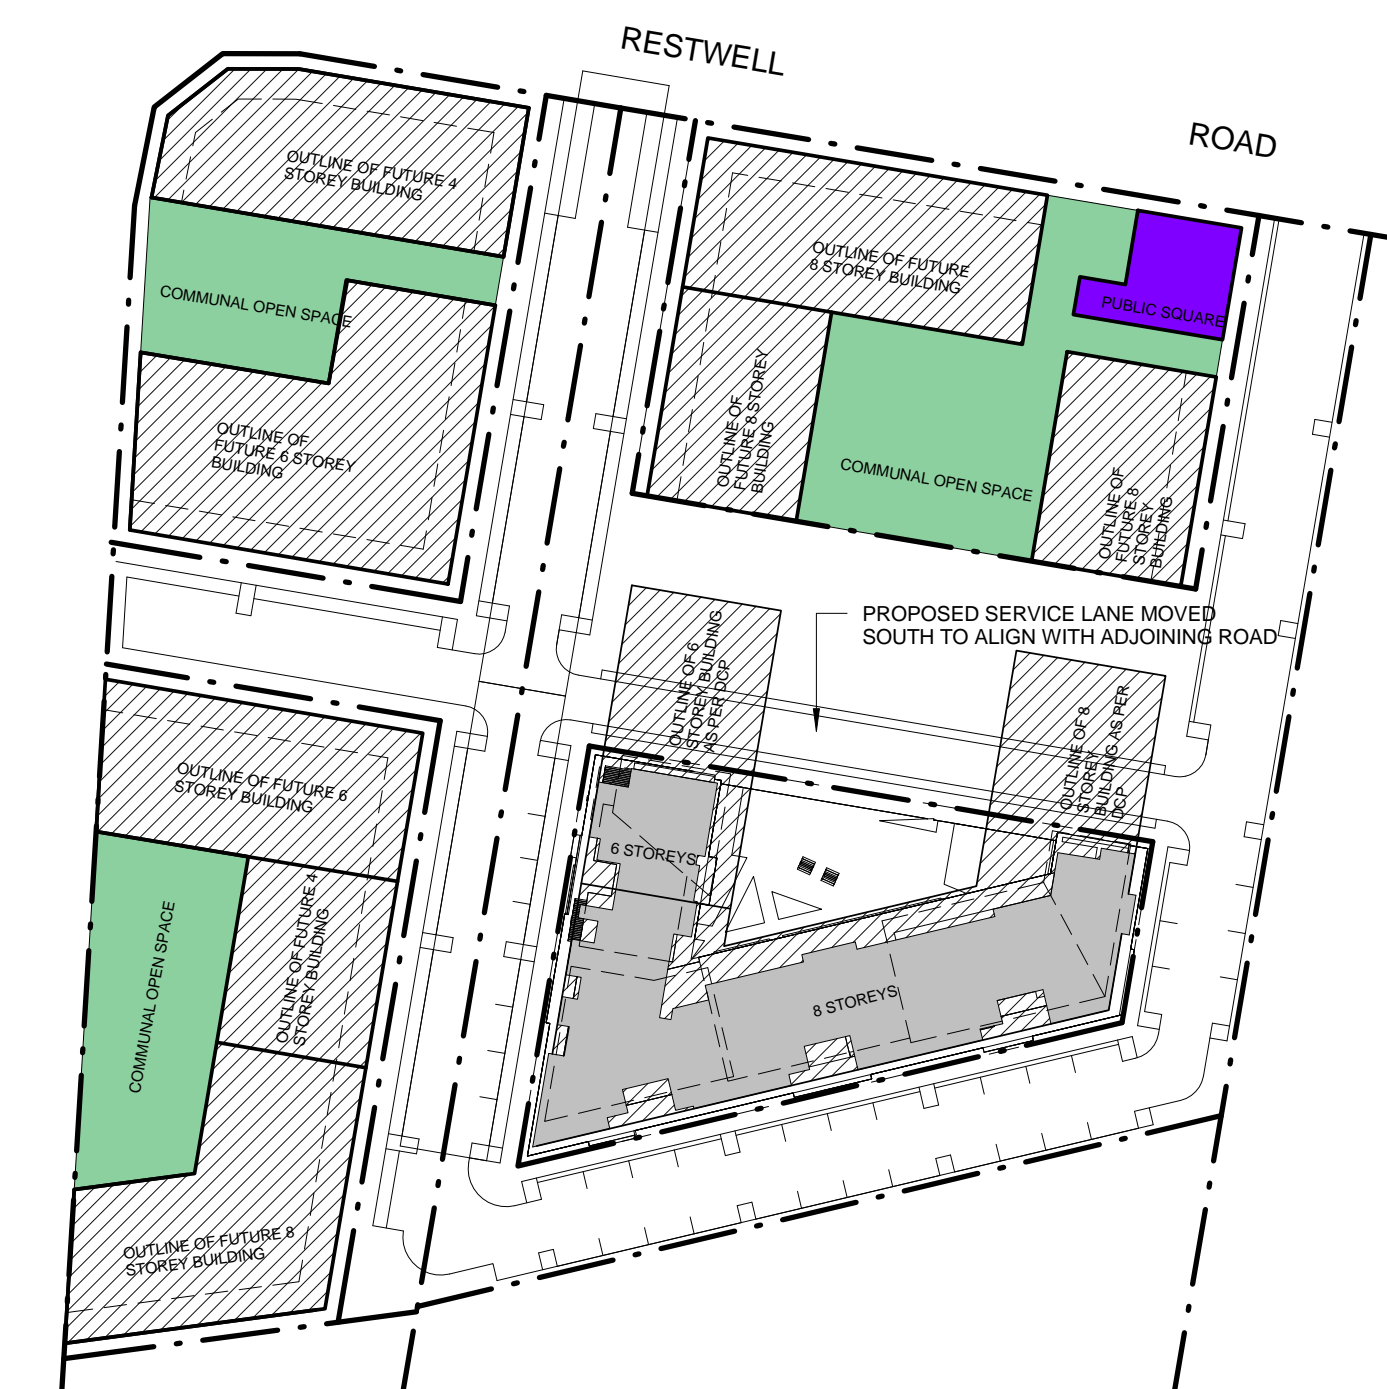 RESTWELL
ROAD
OUTLINE OF FUTURE 4
STOREY BUILDING
COMMUNAL OPEN SPACE
OUTLINE OF
FUTURE 6 STOREY
BUILDING
OUTLINE OF FUTURE
8 STOREY BUILDING
PUBLIC SQUARE
OUTLINE OF
FUTURE 8 STOREY
BUILDING
COMMUNAL OPEN SPACE
OUTLINE OF
FUTURE 8
STOREY
BUILDING
PROPOSED SERVICE LANE MOVED
SOUTH TO ALIGN WITH ADJOINING ROAD
OUTLINE OF 6
STOREY BUILDING
AS PER DCP
OUTLINE OF 8
STOREY
BUILDING AS PER
DCP
OUTLINE OF FUTURE 6
STOREY BUILDING
6 STOREYS
COMMUNAL OPEN SPACE
OUTLINE OF FUTURE 4
STOREY BUILDING
8 STOREYS
OUTLINE OF FUTURE 8
STOREY BUILDING